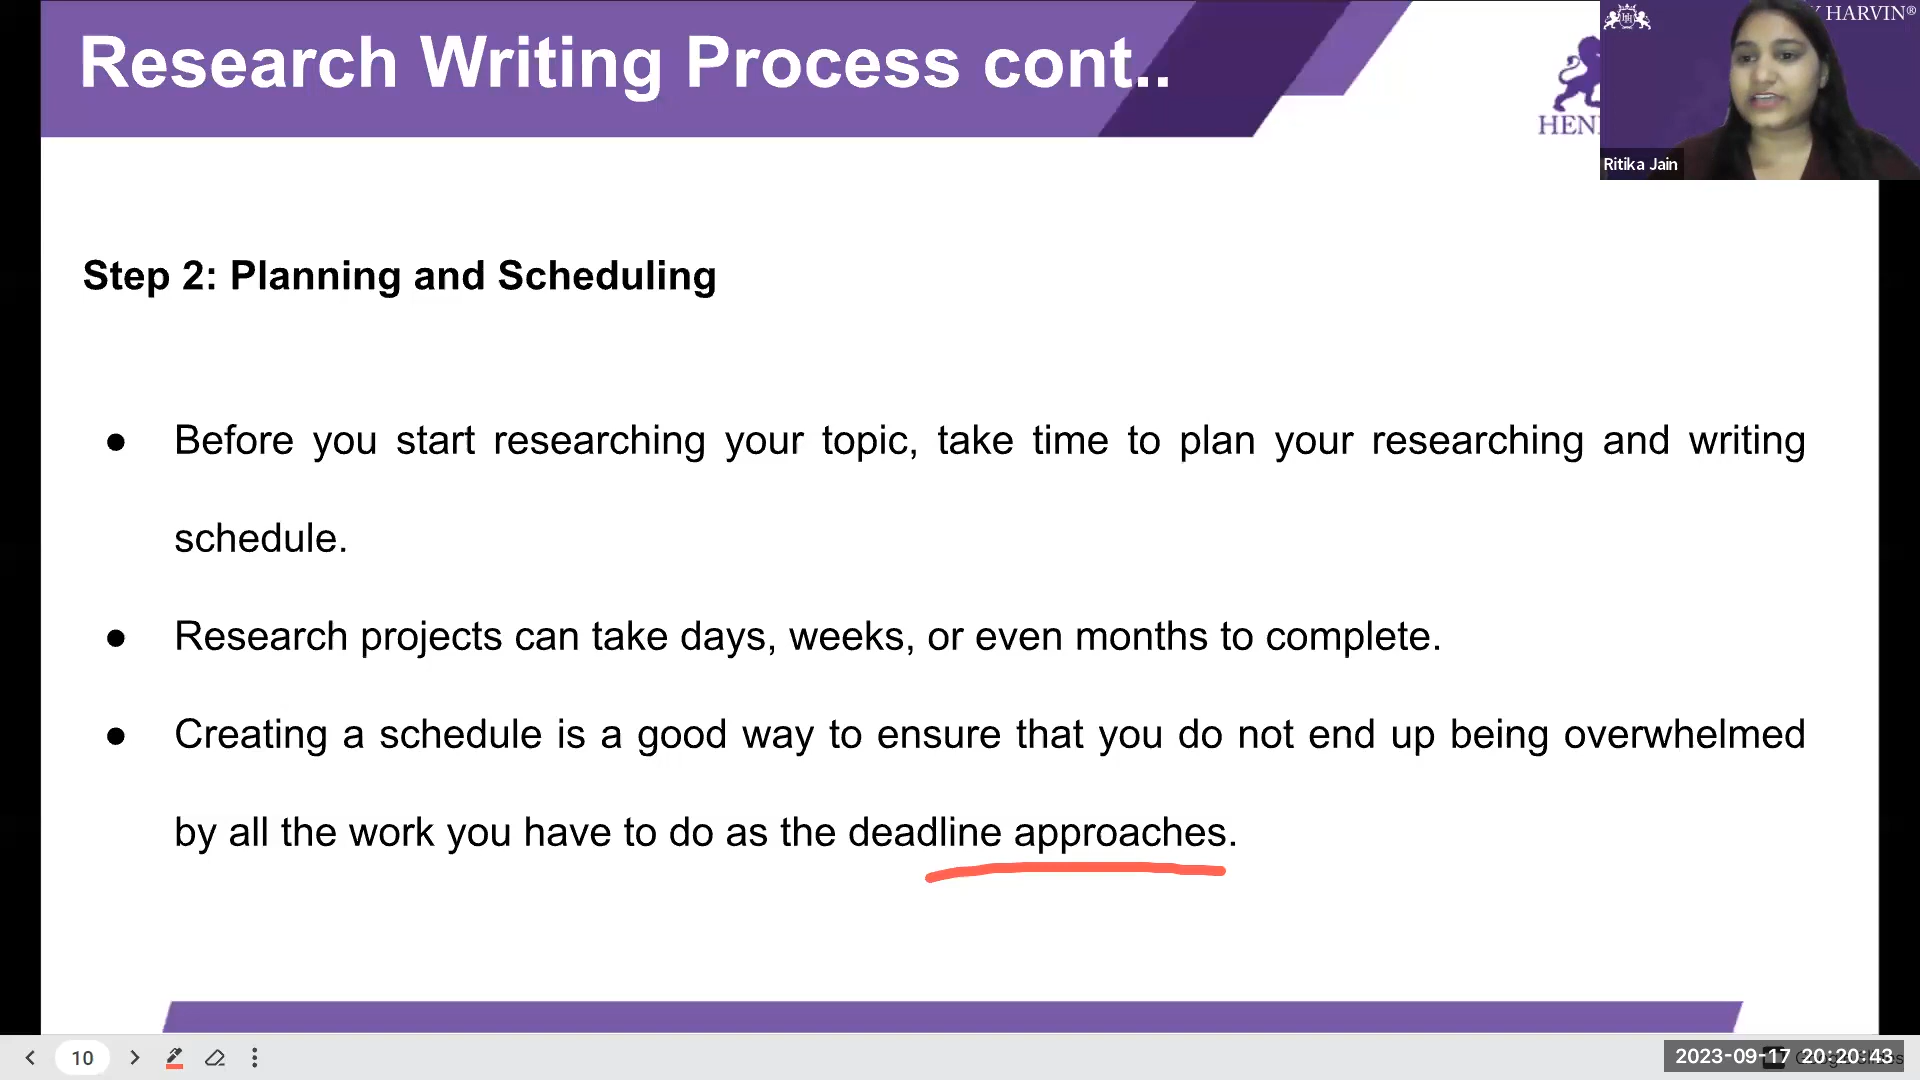 Research Writing Process cont..
HARVIN®
HEN
Ritika Jain
Step 2: Planning and Scheduling
● Before you start researching your topic, take time to plan your researching and writing
schedule.
● Research projects can take days, weeks, or even months to complete.
● Creating a schedule is a good way to ensure that you do not end up being overwhelmed
by all the work you have to do as the deadline approaches.
10
2023-09-17 20:20:43